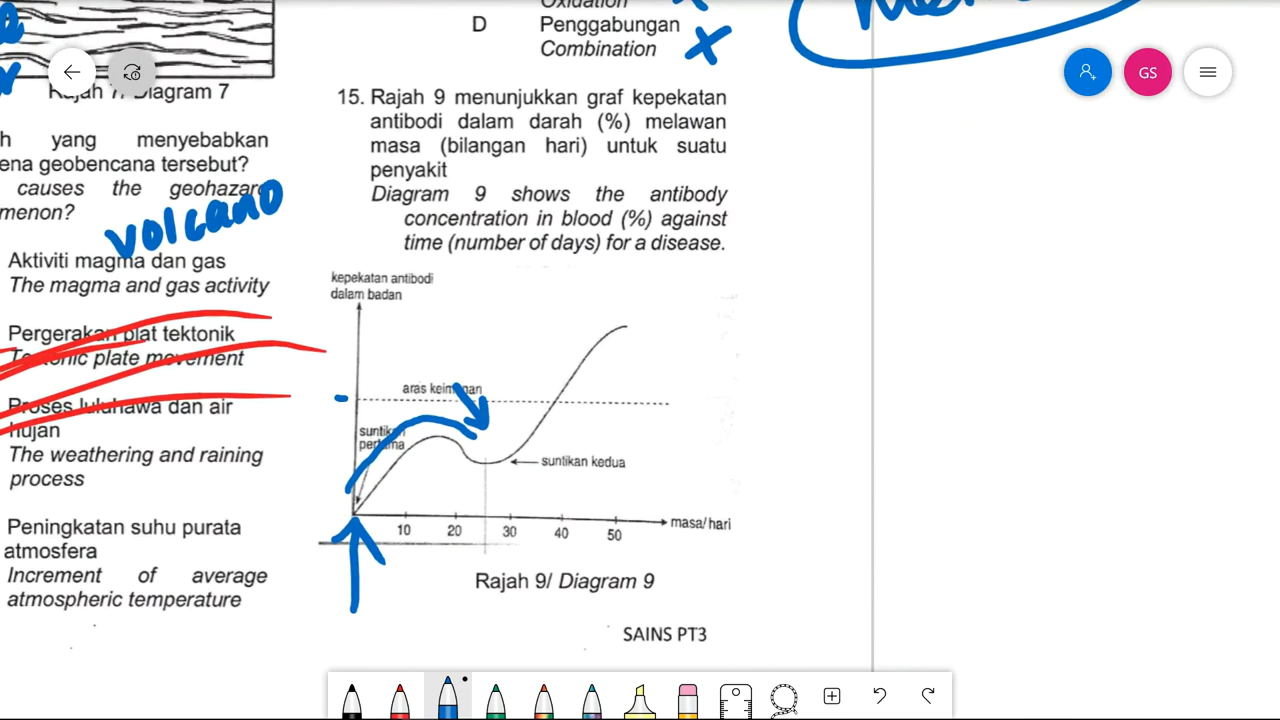 Rajah 7/ Diagram 7
h yang menyebabkan
ena geobencana tersebut?
causes the geohazard
menon?
volcano
Aktiviti magma dan gas
The magma and gas activity
Pergerakan plat tektonik
Tectonic plate movement
Proses luluhawa dan air
hujan
The weathering and raining
process
Peningkatan suhu purata
atmosfera
Increment of average
atmospheric temperature
Oxidation
D Penggabungan
Combination
15. Rajah 9 menunjukkan graf kepekatan
antibodi dalam darah (%) melawan
masa (bilangan hari) untuk suatu
penyakit
Diagram 9 shows the antibody
concentration in blood (%) against
time (number of days) for a disease.
kepekatan antibodi
dalam badan
aras keimunan
suntikan
pertama
suntikan kedua
10 20 30 40 50
masa/hari
Rajah 9/ Diagram 9
SAINS PT3
GS